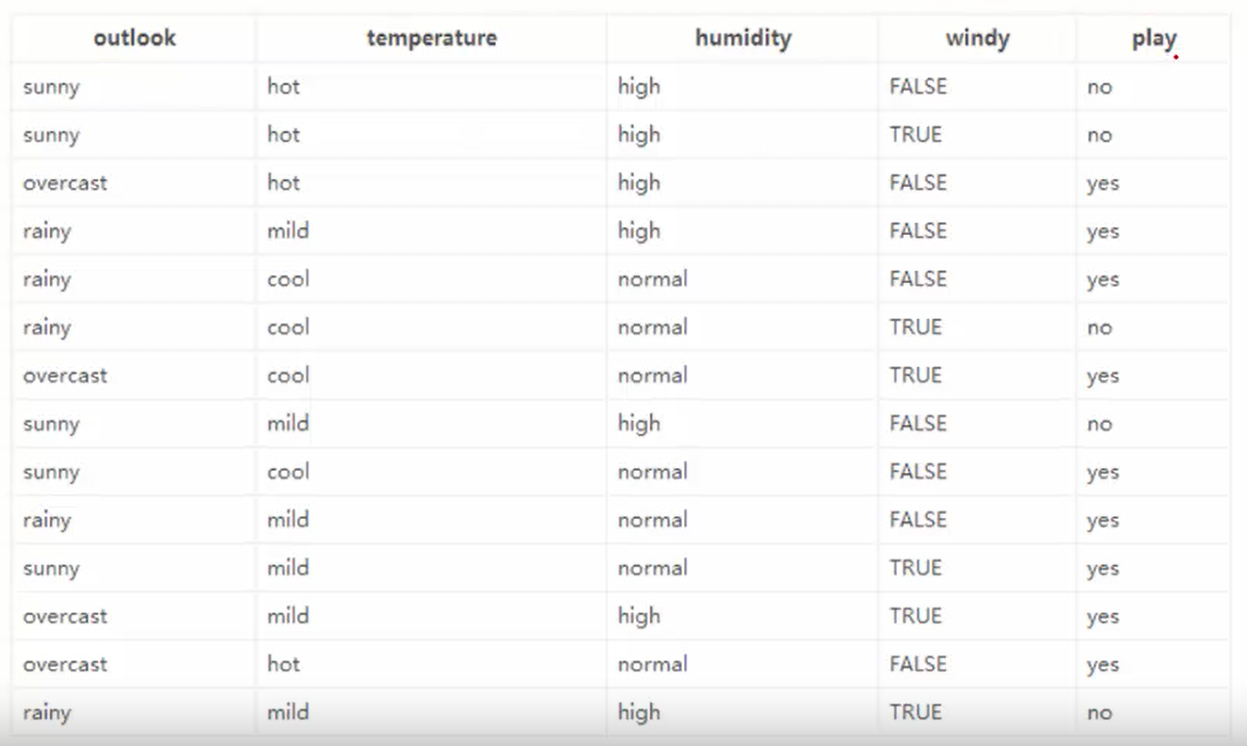 outlook temperature humidity windy play
sunny hot high FALSE no
sunny hot high TRUE no
overcast hot high FALSE yes
rainy mild high FALSE yes
rainy cool normal FALSE yes
rainy cool normal TRUE no
overcast cool normal TRUE yes
sunny mild high FALSE no
sunny cool normal FALSE yes
rainy mild normal FALSE yes
sunny mild normal TRUE yes
overcast mild high TRUE yes
overcast hot normal FALSE yes
rainy mild high TRUE no